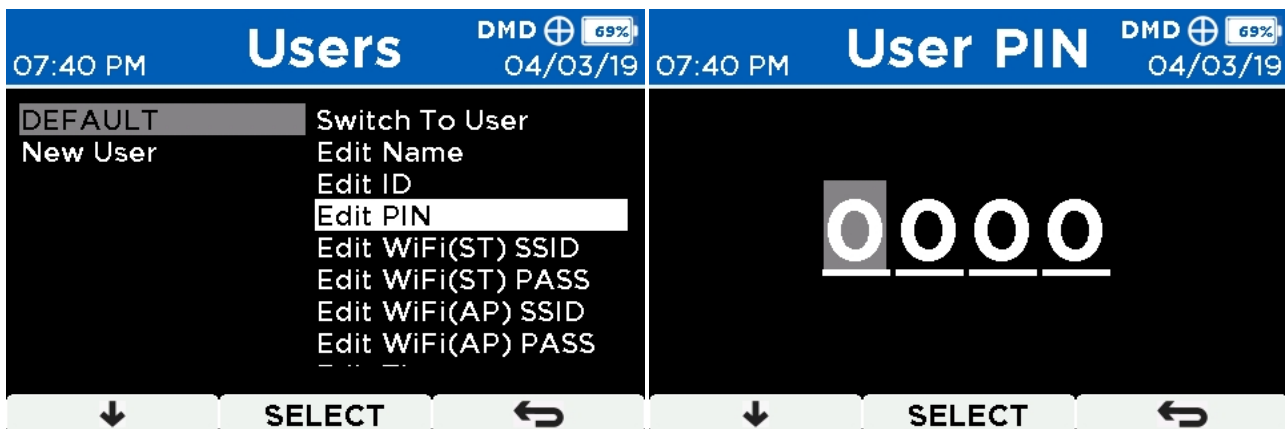 Users
DMD 69%
07:40 PM
04/03/19
DEFAULT
New User
Switch To User
Edit Name
Edit ID
Edit PIN
Edit WiFi(ST) SSID
Edit WiFi(ST) PASS
Edit WiFi(AP) SSID
Edit WiFi(AP) PASS
SELECT
User PIN
DMD 69%
07:40 PM
04/03/19
0000
SELECT